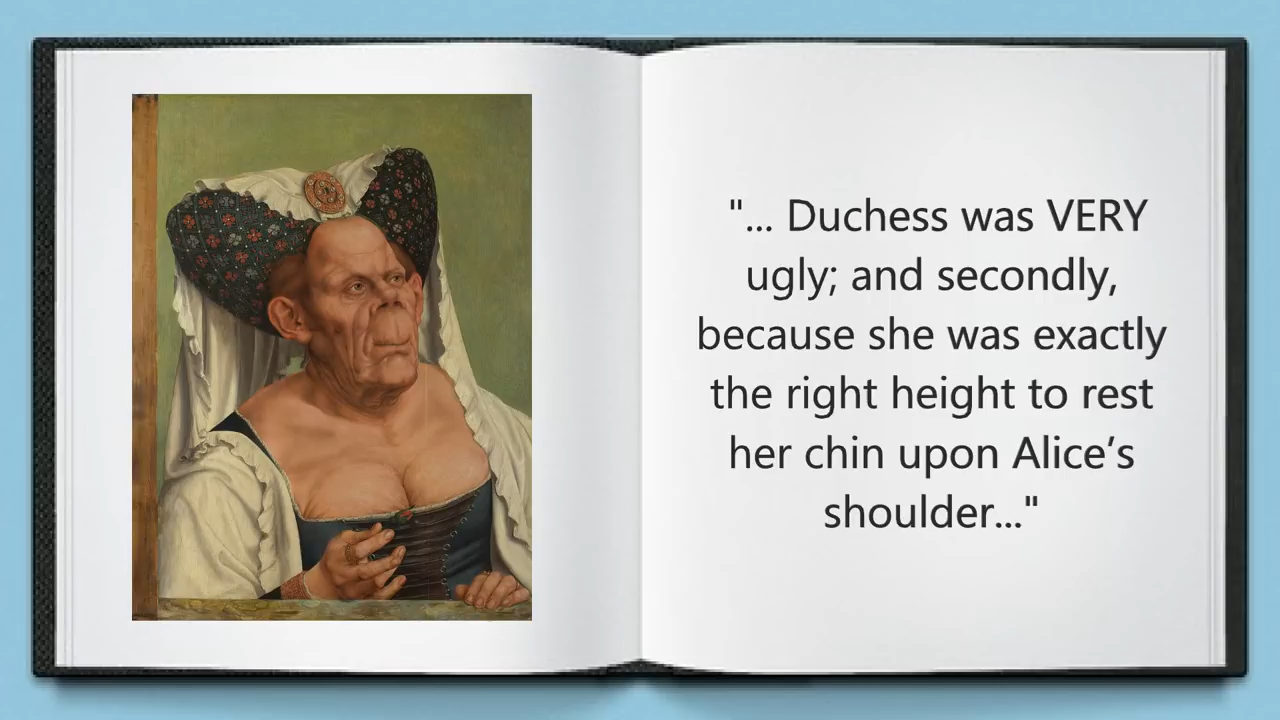 "... Duchess was VERY
ugly; and secondly,
because she was exactly
the right height to rest
her chin upon Alice’s
shoulder..."